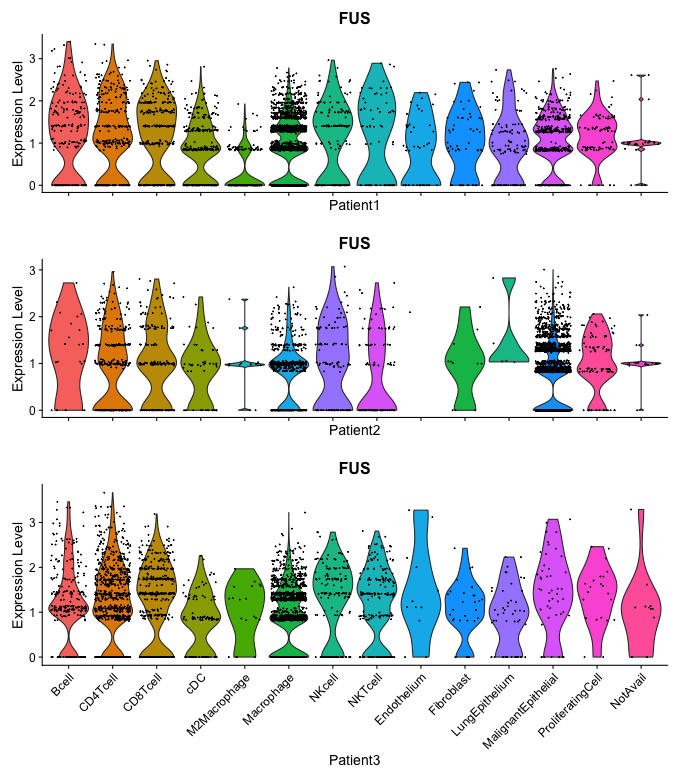 FUS
Expression Level
3
2
1
0
Patient1
FUS
Expression Level
3
2
1
0
Patient2
FUS
Expression Level
3
2
1
0
Bcell
CD4Tcell
CD8Tcell
cDC
M2Macrophage
Macrophage
NKcell
NKTcell
Endothelium
Fibroblast
LungEpithelium
MalignantEpithelial
ProliferatingCell
NotAvail
Patient3